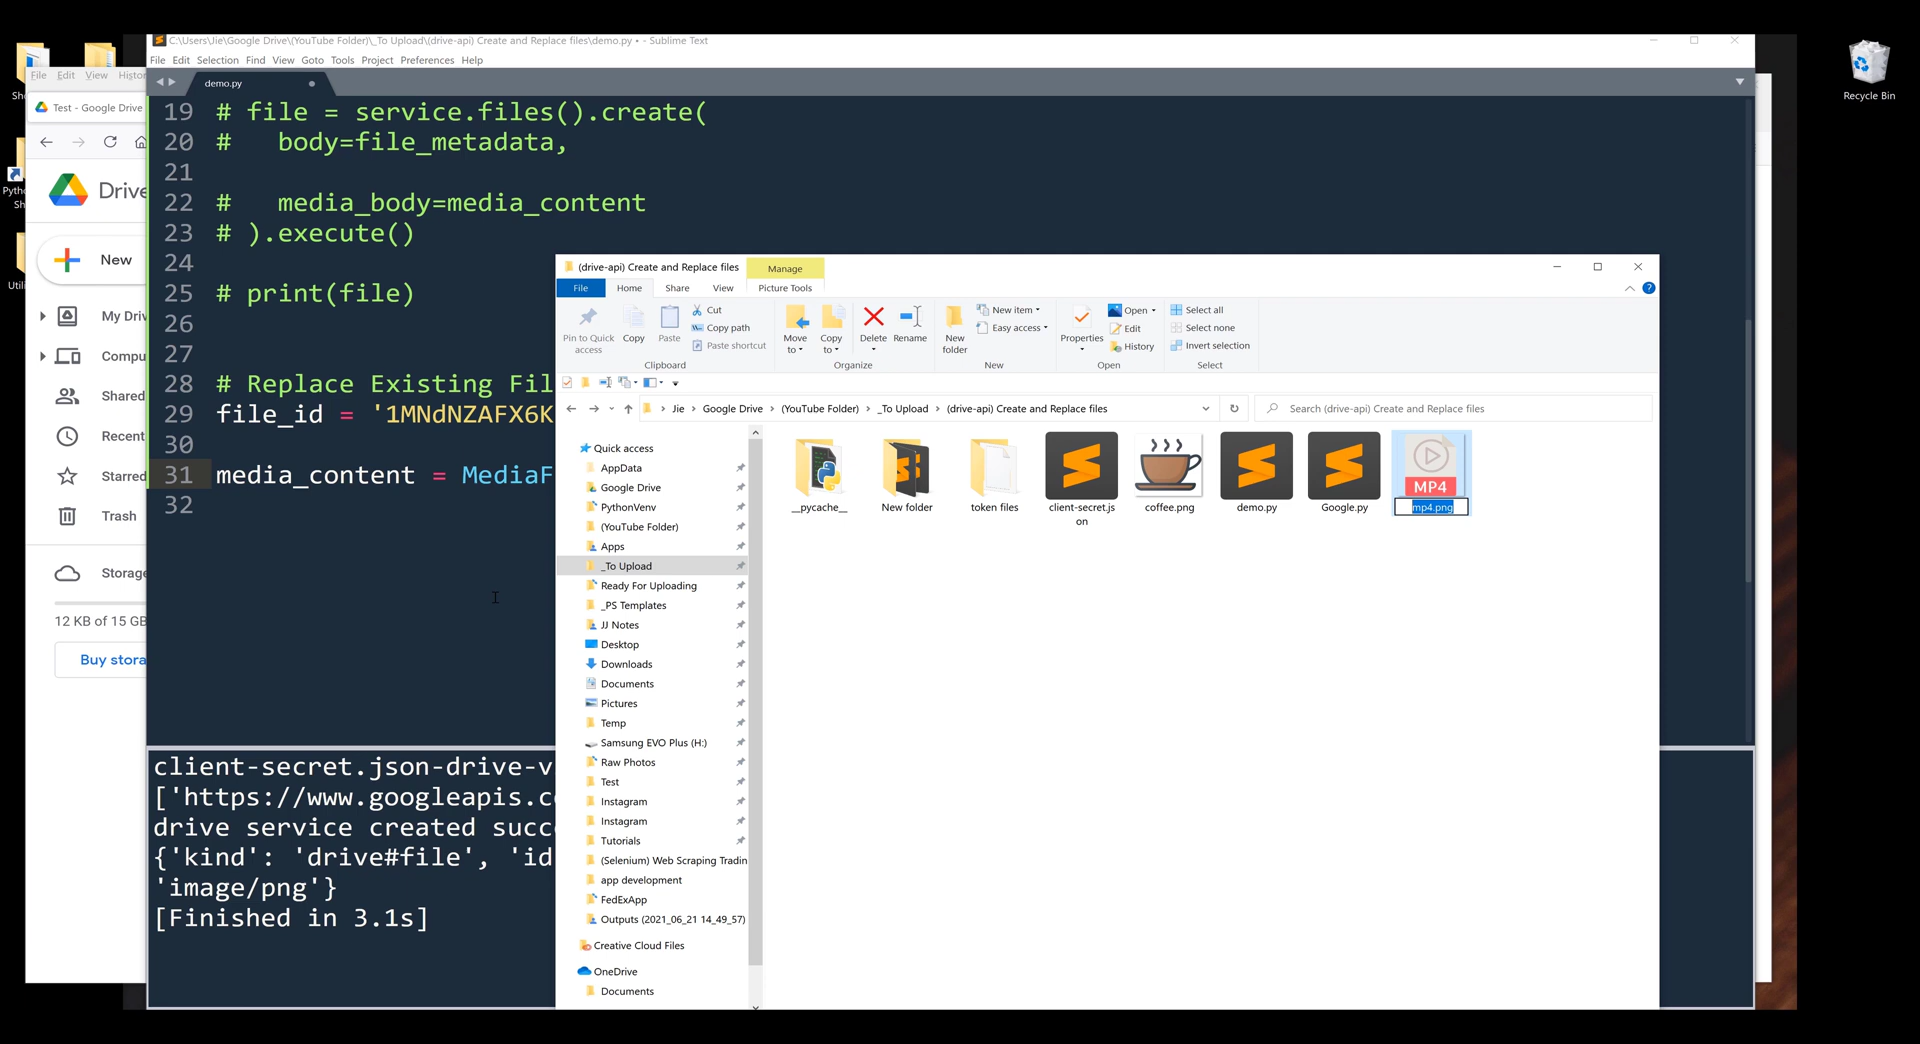 C:\Users\Jie\Google Drive\(YouTube Folder)\_To Upload\(drive-api) Create and Replace files\demo.py • - Sublime Text
File Edit Selection Find View Goto Tools Project Preferences Help
demo.py
19 # file = service.files().create(
20 #   body=file_metadata,
21
22 #   media_body=media_content
23 # ).execute()
24
25 # print(file)
26
27
28 # Replace Existing Fil
29 file_id = '1MNdNZAFX6K
30
31 media_content = MediaF
32
client-secret.json-drive-v
['https://www.googleapis.c
drive service created succ
{'kind': 'drive#file', 'id
'image/png'}
[Finished in 3.1s]
File Edit View Histor
Test - Google Drive
Drive
New
My Driv
Compu
Shared
Recent
Starred
Trash
Storage
12 KB of 15 GB
Buy stora
Sh
Pyth
Sh
Utili
Recycle Bin
(drive-api) Create and Replace files
Manage
File Home Share View Picture Tools
Pin to Quick access
Copy
Paste
Cut
Copy path
Paste shortcut
Clipboard
Move to
Copy to
Delete
Rename
Organize
New folder
New item
Easy access
New
Properties
Open
Edit
History
Open
Select all
Select none
Invert selection
Select
Jie > Google Drive > (YouTube Folder) > _To Upload > (drive-api) Create and Replace files
Search (drive-api) Create and Replace files
Quick access
AppData
Google Drive
PythonVenv
(YouTube Folder)
Apps
_To Upload
Ready For Uploading
_PS Templates
JJ Notes
Desktop
Downloads
Documents
Pictures
Temp
Samsung EVO Plus (H:)
Raw Photos
Test
Instagram
Instagram
Tutorials
(Selenium) Web Scraping Tradin
app development
FedExApp
Outputs (2021_06_21 14_49_57)
Creative Cloud Files
OneDrive
Documents
__pycache__
New folder
token files
client-secret.json
coffee.png
demo.py
Google.py
MP4
mp4.png